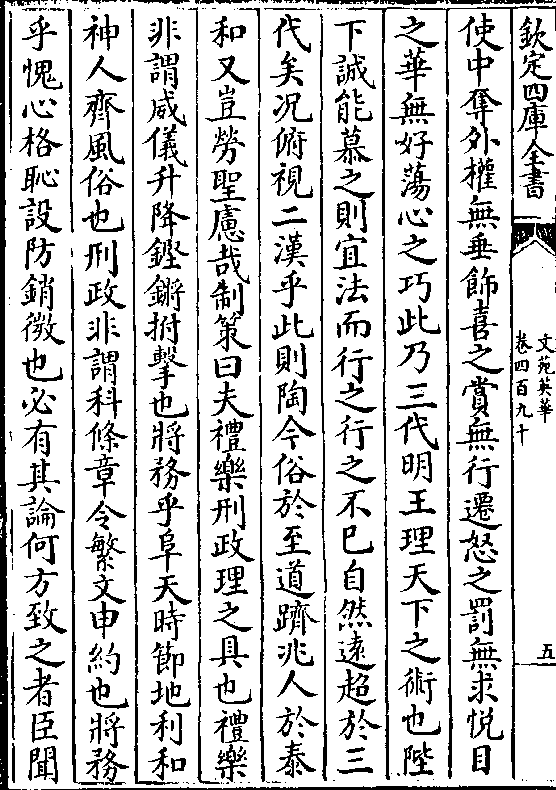 欽定四庫全書
文苑英華
卷四百九十
五
使中奪外權無垂飾喜之賞無行遷怒之罰無求悦目
之華無好蕩心之巧此乃三代明王理天下之術也陛
下誠能慕之則宜法而行之行之不已自然遠超於三
代矣况俯視二漢乎此則陶今俗於至道躋兆人於泰
和又豈勞聖慮哉制策曰夫禮樂刑政理之具也禮樂
非謂威儀升降鏗鏘拊擊也將務乎阜天時節地利和
神人齊風俗也刑政非謂科條章令繁文申約也將務
乎愧心格恥設防銷微也必有其論何方致之者臣聞